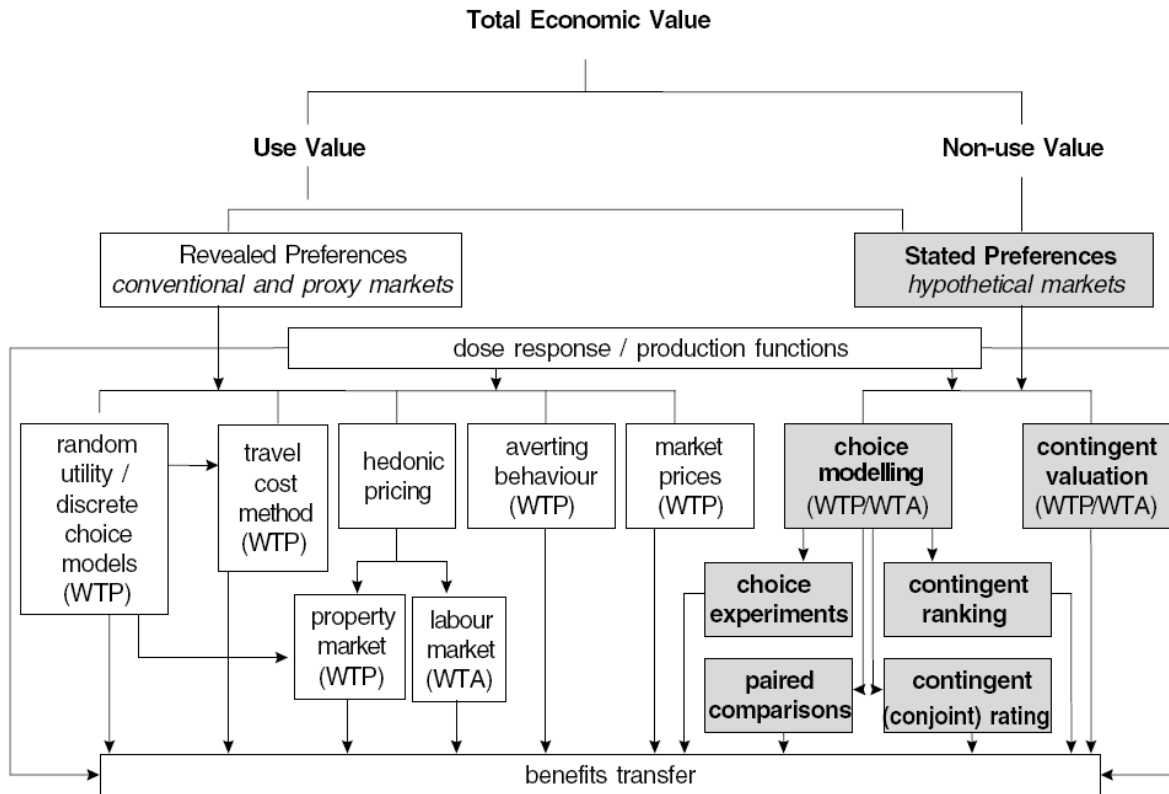 Total Economic Value
Use Value
Non-use Value
Revealed Preferences
conventional and proxy markets
Stated Preferences
hypothetical markets
dose response / production functions
random
utility /
discrete
choice
models
(WTP)
travel
cost
method
(WTP)
hedonic
pricing
averting
behaviour
(WTP)
market
prices
(WTP)
choice
modelling
(WTP/WTA)
contingent
valuation
(WTP/WTA)
property
market
(WTP)
labour
market
(WTA)
choice
experiments
contingent
ranking
paired
comparisons
contingent
(conjoint) rating
benefits transfer